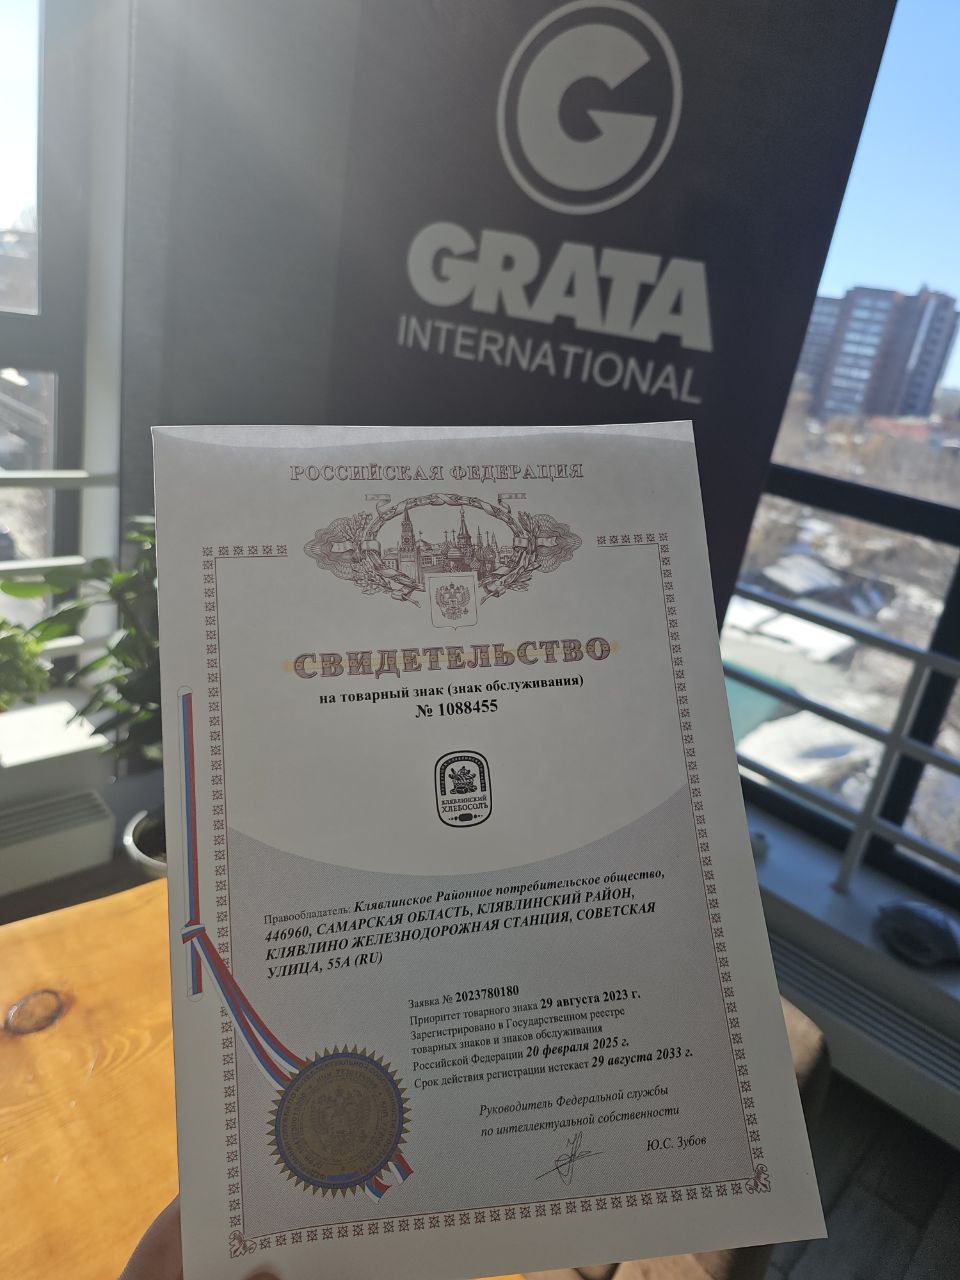 G
GRATA
INTERNATIONAL
РОССИЙСКАЯ ФЕДЕРАЦИЯ
СВИДЕТЕЛЬСТВО
на товарный знак (знак обслуживания)
№ 1088455
КЛЯВЛИНСКИЙ
ХЛЕБОСОЛЪ
Правообладатель: Клявлинское Районное потребительское общество,
446960, САМАРСКАЯ ОБЛАСТЬ, КЛЯВЛИНСКИЙ РАЙОН,
КЛЯВЛИНО ЖЕЛЕЗНОДОРОЖНАЯ СТАНЦИЯ, СОВЕТСКАЯ
УЛИЦА, 55А (RU)
Заявка № 2023780180
Приоритет товарного знака 29 августа 2023 г.
Зарегистрировано в Государственном реестре
товарных знаков и знаков обслуживания
Российской Федерации 20 февраля 2025 г.
Срок действия регистрации истекает 29 августа 2033 г.
Руководитель Федеральной службы
по интеллектуальной собственности
Ю.С. Зубов